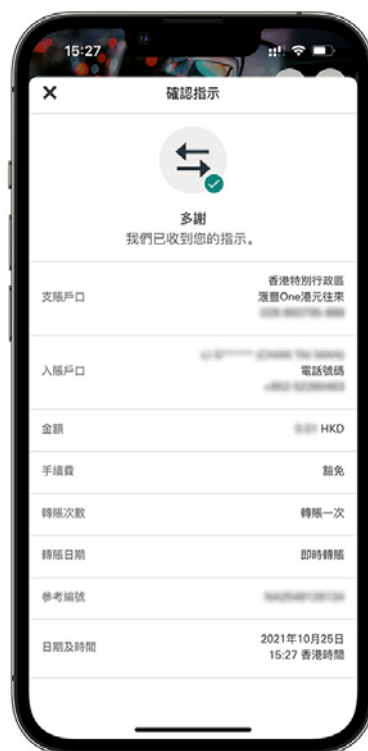 15:27
確認指示
多謝
我們已收到您的指示。
支賬戶口
香港特別行政區
滙豐One港元往來
入賬戶口
電話號碼
金額
HKD
手續費
豁免
轉賬次數
轉賬一次
轉賬日期
即時轉賬
參考編號
日期及時間
2021年10月25日
15:27 香港時間